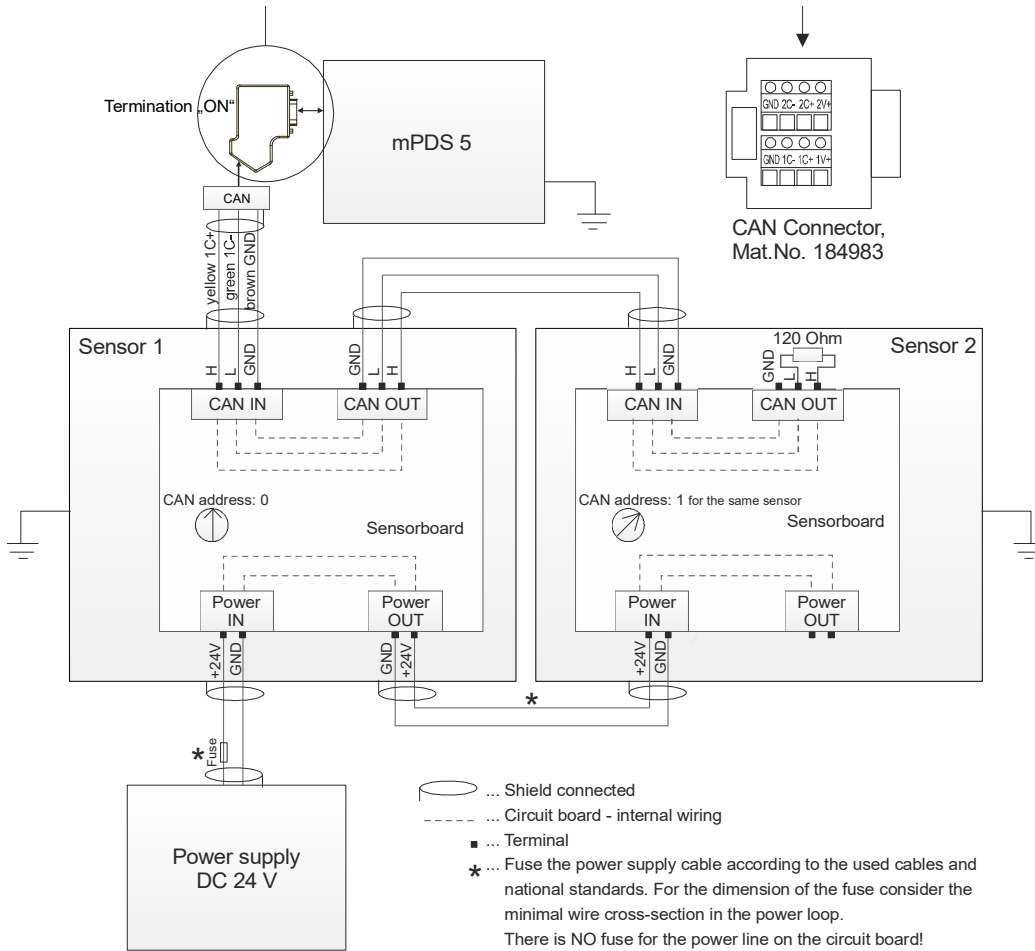 Termination „ON“
mPDS 5
GND 2C- 2C+ 2V+
GND 1C- 1C+ 1V+
CAN Connector,
Mat.No. 184983
CAN
yellow 1C+
green 1C-
brown GND
Sensor 1
H
L
GND
GND
L
H
CAN IN
CAN OUT
CAN address: 0
Sensorboard
Power
IN
Power
OUT
+24V
GND
GND
+24V
Sensor 2
H
L
GND
120 Ohm
GND
L
H
CAN IN
CAN OUT
CAN address: 1 for the same sensor
Sensorboard
Power
IN
Power
OUT
+24V
GND
*
* Fuse
Power supply
DC 24 V
... Shield connected
... Circuit board - internal wiring
... Terminal
* ... Fuse the power supply cable according to the used cables and
national standards. For the dimension of the fuse consider the
minimal wire cross-section in the power loop.
There is NO fuse for the power line on the circuit board!